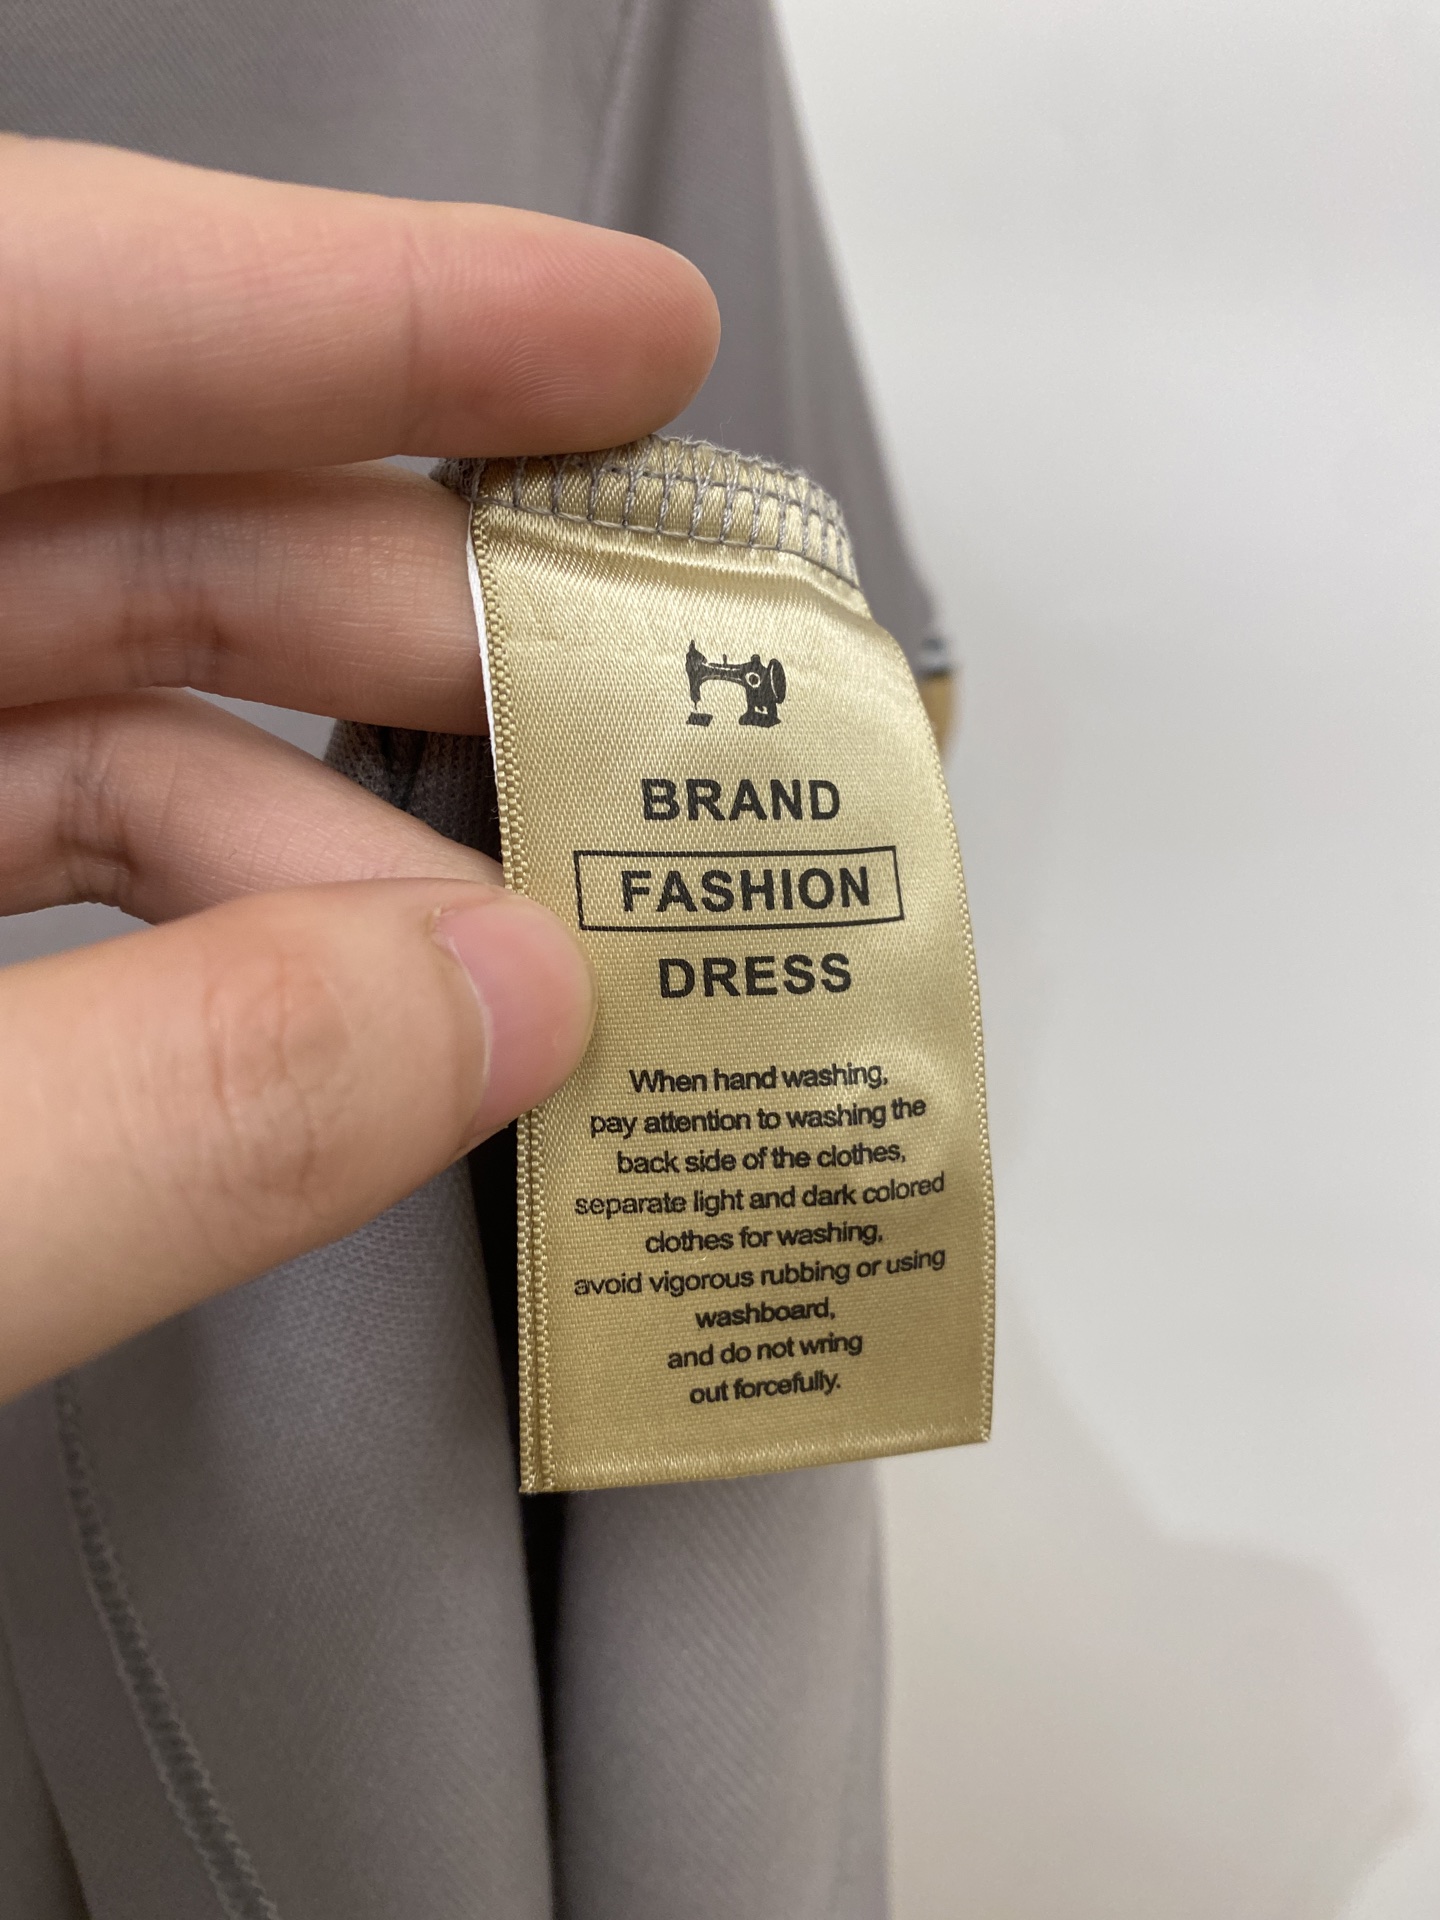 BRAND
FASHION
DRESS
When hand washing,
pay attention to washing the
back side of the clothes,
separate light and dark colored
clothes for washing,
avoid vigorous rubbing or using
washboard,
and do not wring
out forcefully.